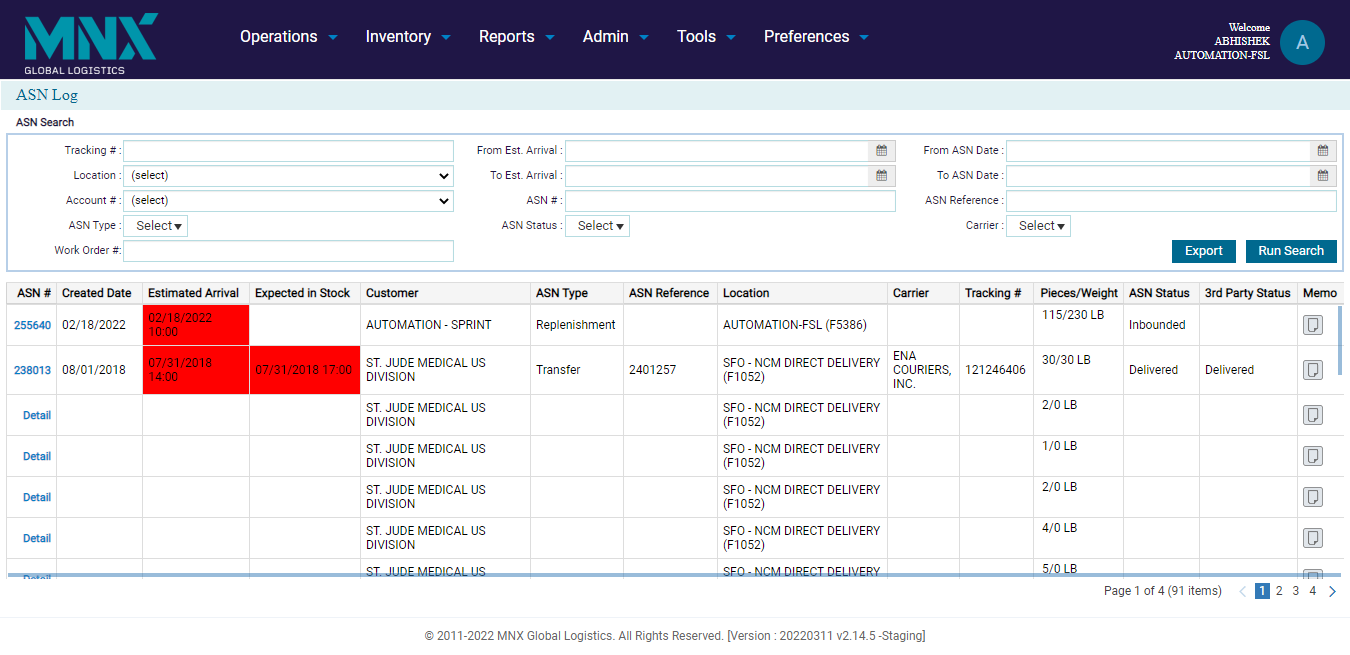 MNX
GLOBAL LOGISTICS
Operations Inventory Reports Admin Tools Preferences
Welcome
ABHISHEK
AUTOMATION-FSL
A
ASN Log
ASN Search
Tracking # : From Est. Arrival : From ASN Date :
Location : (select) To Est. Arrival : To ASN Date :
Account # : (select) ASN # : ASN Reference :
ASN Type : Select ASN Status : Select Carrier : Select
Work Order #: Export Run Search
ASN # Created Date Estimated Arrival Expected in Stock Customer ASN Type ASN Reference Location Carrier Tracking # Pieces/Weight ASN Status 3rd Party Status Memo
255640 02/18/2022 02/18/2022 10:00 AUTOMATION - SPRINT Replenishment AUTOMATION-FSL (F5386) 115/230 LB Inbounded
238013 08/01/2018 07/31/2018 14:00 07/31/2018 17:00 ST. JUDE MEDICAL US DIVISION Transfer 2401257 SFO - NCM DIRECT DELIVERY (F1052) ENA COURIERS, INC. 121246406 30/30 LB Delivered Delivered
Detail ST. JUDE MEDICAL US DIVISION SFO - NCM DIRECT DELIVERY (F1052) 2/0 LB
Detail ST. JUDE MEDICAL US DIVISION SFO - NCM DIRECT DELIVERY (F1052) 1/0 LB
Detail ST. JUDE MEDICAL US DIVISION SFO - NCM DIRECT DELIVERY (F1052) 2/0 LB
Detail ST. JUDE MEDICAL US DIVISION SFO - NCM DIRECT DELIVERY (F1052) 4/0 LB
Detail ST. JUDE MEDICAL US SFO - NCM DIRECT DELIVERY 5/0 LB
Page 1 of 4 (91 items) 1 2 3 4
© 2011-2022 MNX Global Logistics. All Rights Reserved. [Version : 20220311 v2.14.5 -Staging]